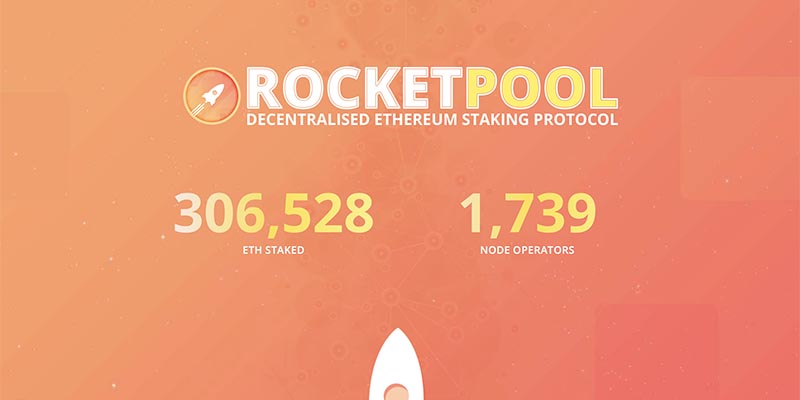 ROCKETPOOL
DECENTRALISED ETHEREUM STAKING PROTOCOL
306,528 1,739
ETH STAKED NODE OPERATORS